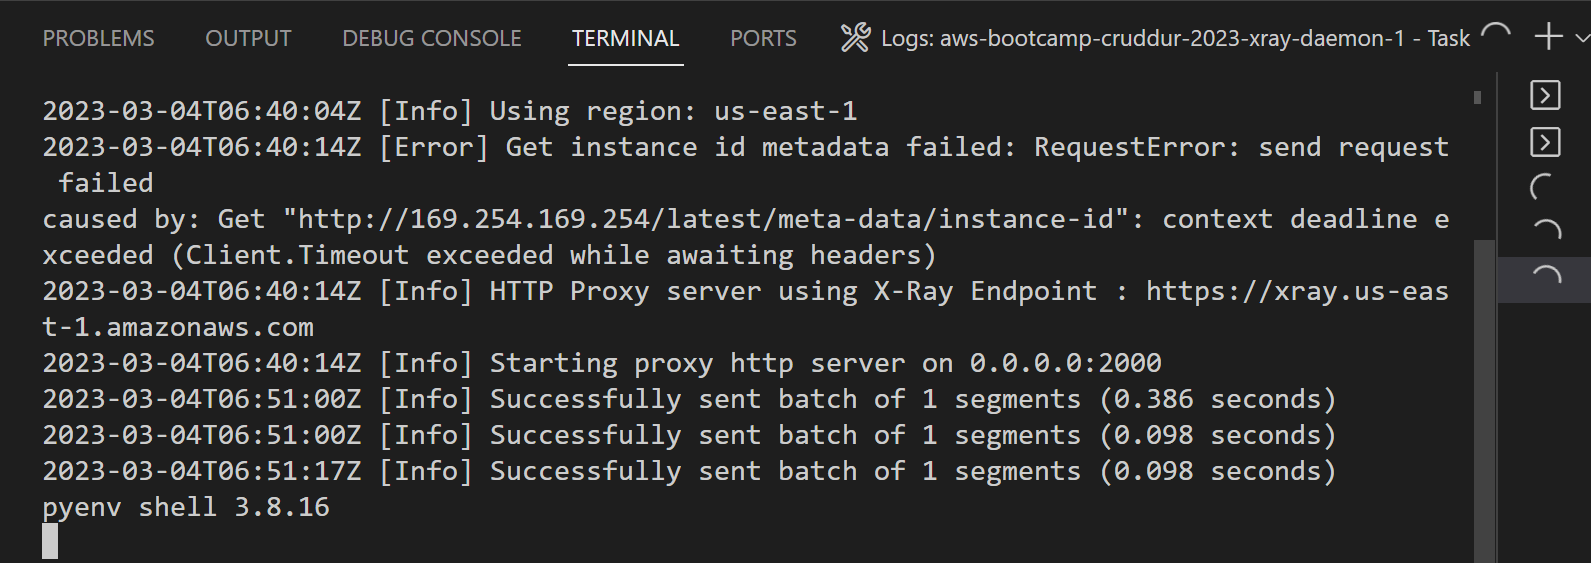 PROBLEMS OUTPUT DEBUG CONSOLE TERMINAL PORTS Logs: aws-bootcamp-cruddur-2023-xray-daemon-1 - Task
2023-03-04T06:40:04Z [Info] Using region: us-east-1
2023-03-04T06:40:14Z [Error] Get instance id metadata failed: RequestError: send request
 failed
caused by: Get "http://169.254.169.254/latest/meta-data/instance-id": context deadline e
xceeded (Client.Timeout exceeded while awaiting headers)
2023-03-04T06:40:14Z [Info] HTTP Proxy server using X-Ray Endpoint : https://xray.us-eas
t-1.amazonaws.com
2023-03-04T06:40:14Z [Info] Starting proxy http server on 0.0.0.0:2000
2023-03-04T06:51:00Z [Info] Successfully sent batch of 1 segments (0.386 seconds)
2023-03-04T06:51:00Z [Info] Successfully sent batch of 1 segments (0.098 seconds)
2023-03-04T06:51:17Z [Info] Successfully sent batch of 1 segments (0.098 seconds)
pyenv shell 3.8.16